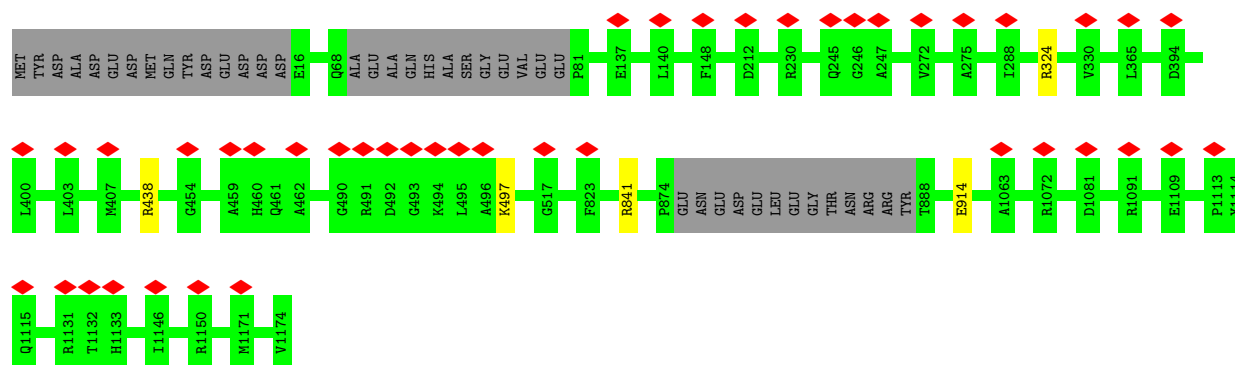 MET TYR ASP ALA ASP GLU ASP MET GLN TYR ASP GLU ASP ASP ASP E16 Q68 ALA GLU ALA GLN HIS ALA SER GLY GLU VAL GLU GLU P81 E137 L140 F148 D212 R230 Q245 G246 A247 V272 A275 I288 R324 V330 L365 D394
L400 L403 M407 R438 G454 A459 H460 Q461 A462 G490 R491 D492 G493 K494 L495 A496 K497 G517 F823 R841 P874 GLU ASN GLU ASP GLU LEU GLU GLY THR ASN ARG ARG TYR T888 E914 A1063 R1072 D1081 R1091 E1109 P1113 Y1114
Q1115 R1131 T1132 H1133 I1146 R1150 M1171 V1174